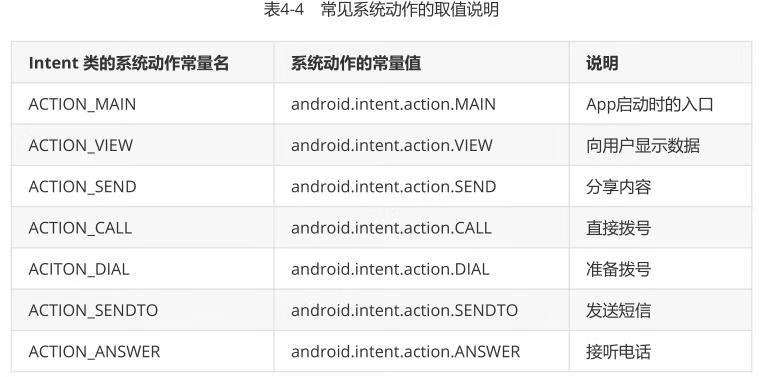 表4-4 常见系统动作的取值说明
Intent 类的系统动作常量名 系统动作的常量值 说明
ACTION_MAIN android.intent.action.MAIN App启动时的入口
ACTION_VIEW android.intent.action.VIEW 向用户显示数据
ACTION_SEND android.intent.action.SEND 分享内容
ACTION_CALL android.intent.action.CALL 直接拨号
ACITON_DIAL android.intent.action.DIAL 准备拨号
ACTION_SENDTO android.intent.action.SENDTO 发送短信
ACTION_ANSWER android.intent.action.ANSWER 接听电话